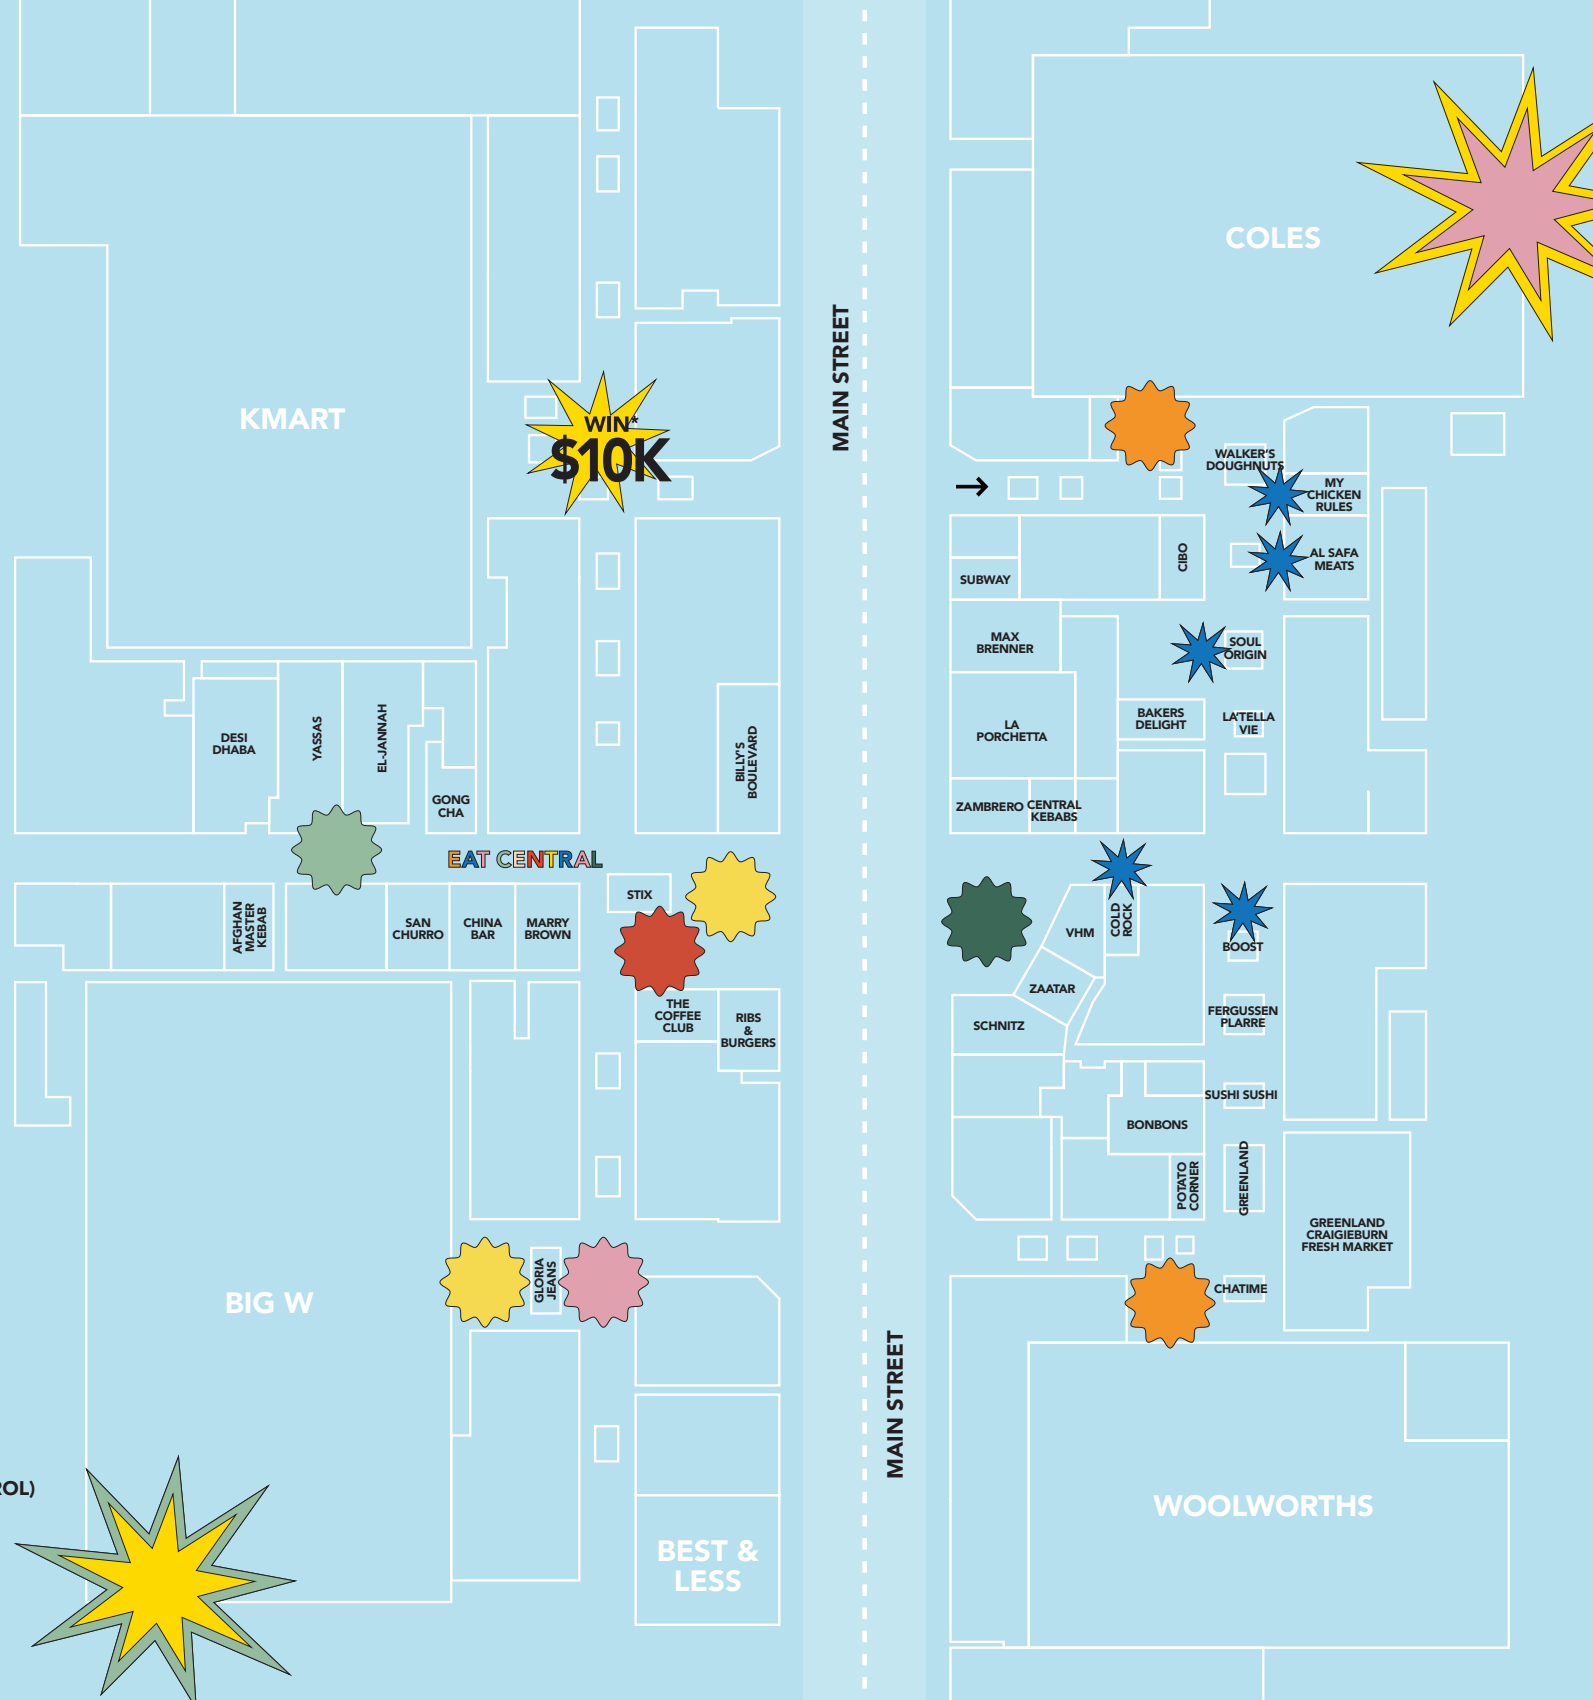 COLES
KMART
MAIN STREET
WIN*
$10K
WALKER'S
DOUGHNUTS
MY
CHICKEN
RULES
→
CIBO
AL SAFA
MEATS
SUBWAY
MAX
BRENNER
SOUL
ORIGIN
DESI
DHABA
YASSAS
EL-JANNAH
GONG
CHA
BILLY'S
BOULEVARD
LA
PORCHETTA
BAKERS
DELIGHT
LA'TELLA
VIE
ZAMBRERO
CENTRAL
KEBABS
EAT CENTRAL
STIX
AFGHAN
MASTER
KEBAB
SAN
CHURRO
CHINA
BAR
MARRY
BROWN
VHM
COLD
ROCK
BOOST
ZAATAR
SCHNITZ
THE
COFFEE
CLUB
RIBS
&
BURGERS
FERGUSSEN
PLARRE
SUSHI SUSHI
BONBONS
POTATO
CORNER
GREENLAND
GREENLAND
CRAIGIEBURN
FRESH MARKET
GLORIA
JEANS
CHATIME
BIG W
MAIN STREET
ROL)
WOOLWORTHS
BEST &
LESS